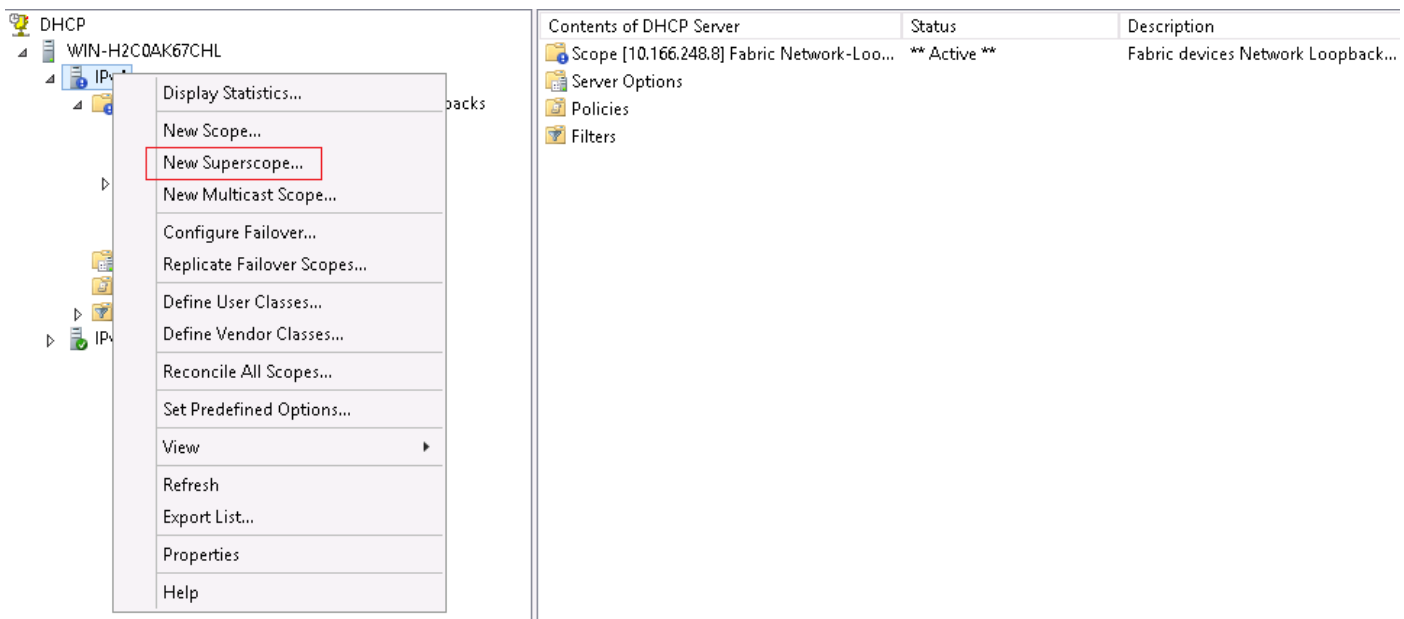 DHCP
WIN-H2C0AK67CHL
IPv4
backs
IPv
Display Statistics...
New Scope...
New Superscope...
New Multicast Scope...
Configure Failover...
Replicate Failover Scopes...
Define User Classes...
Define Vendor Classes...
Reconcile All Scopes...
Set Predefined Options...
View
Refresh
Export List...
Properties
Help
Contents of DHCP Server Status Description
Scope [10.166.248.8] Fabric Network-Loo... ** Active ** Fabric devices Network Loopback...
Server Options
Policies
Filters